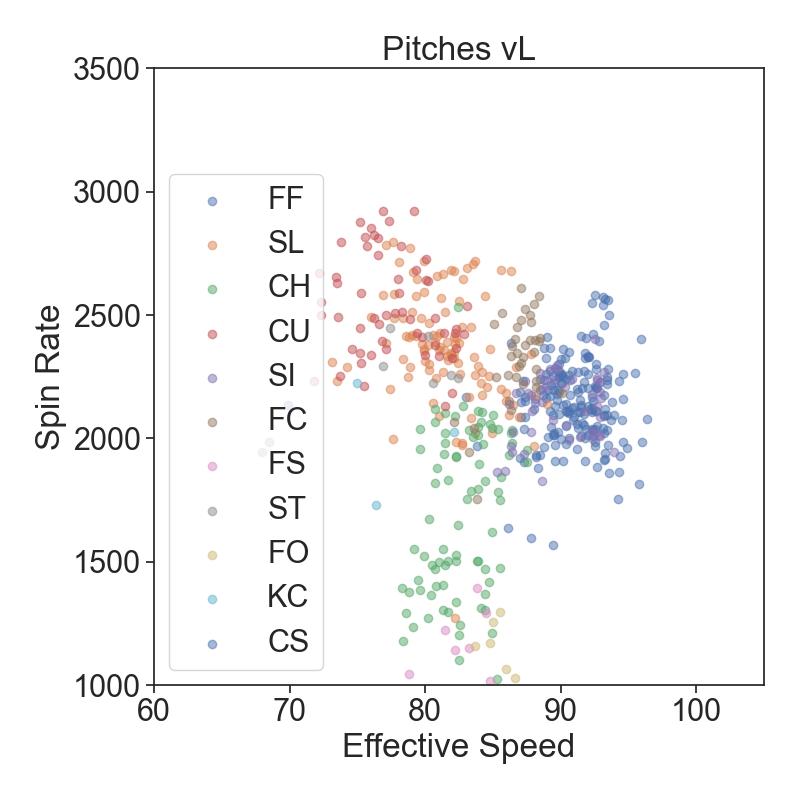 Pitches vL
3500
3000
2500
2000
1500
1000
Spin Rate
FF
SL
CH
CU
SI
FC
FS
ST
FO
KC
CS
60 70 80 90 100
Effective Speed